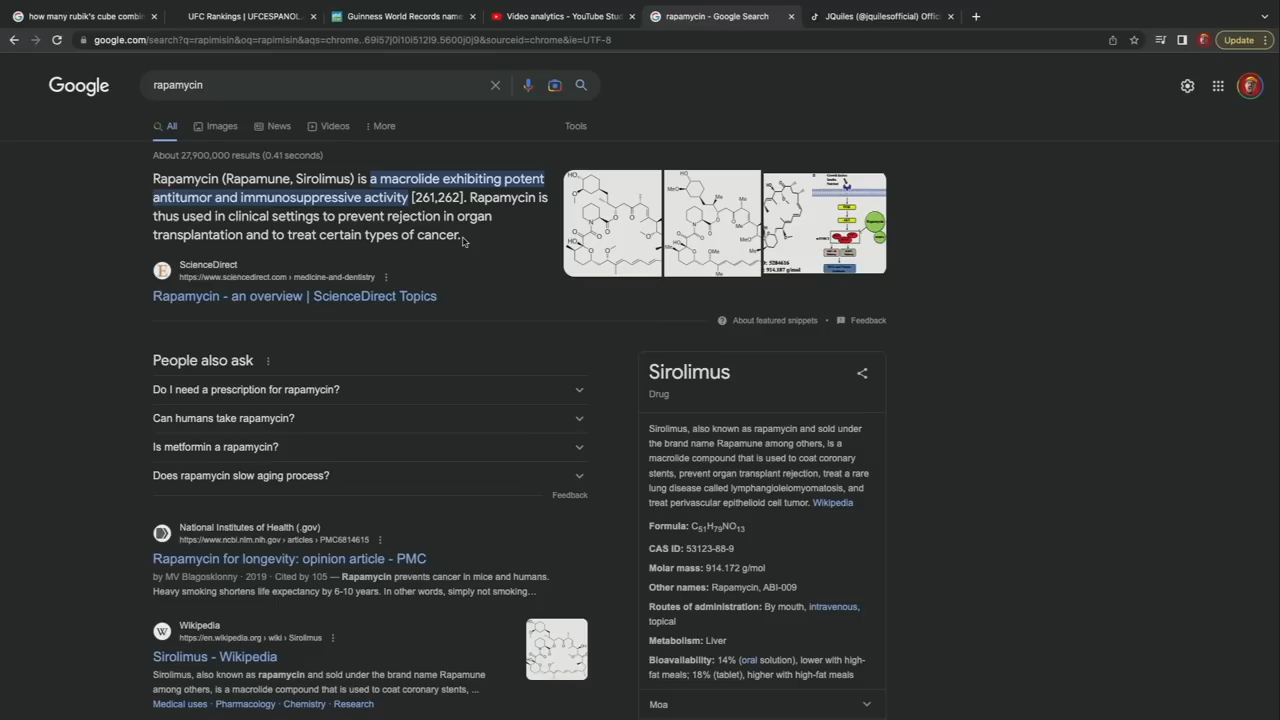 how many rubik's cube combin
UFC Rankings | UFCESPANOL.
Guinness World Records name
Video analytics - YouTube Stud
rapamycin - Google Search
JQuiles (@jquilesofficial) Offici
google.com/search?q=rapimisin&oq=rapimisin&aqs=chrome..69i57j0i10i512l9.5600j0j9&sourceid=chrome&ie=UTF-8
Update
Google
rapamycin
All
Images
News
Videos
More
Tools
About 27,900,000 results (0.41 seconds)
Rapamycin (Rapamune, Sirolimus) is a macrolide exhibiting potent
antitumor and immunosuppressive activity [261,262]. Rapamycin is
thus used in clinical settings to prevent rejection in organ
transplantation and to treat certain types of cancer.
ScienceDirect
https://www.sciencedirect.com › medicine-and-dentistry
Rapamycin - an overview | ScienceDirect Topics
About featured snippets
Feedback
People also ask
Do I need a prescription for rapamycin?
Can humans take rapamycin?
Is metformin a rapamycin?
Does rapamycin slow aging process?
Feedback
National Institutes of Health (.gov)
https://www.ncbi.nlm.nih.gov › articles › PMC6814615
Rapamycin for longevity: opinion article - PMC
by MV Blagosklonny · 2019 · Cited by 105 — Rapamycin prevents cancer in mice and humans.
Heavy smoking shortens life expectancy by 6-10 years. In other words, simply not smoking...
Wikipedia
https://en.wikipedia.org › wiki › Sirolimus
Sirolimus - Wikipedia
Sirolimus, also known as rapamycin and sold under the brand name Rapamune
among others, is a macrolide compound that is used to coat coronary stents, ...
Medical uses · Pharmacology · Chemistry · Research
Sirolimus
Drug
Sirolimus, also known as rapamycin and sold under
the brand name Rapamune among others, is a
macrolide compound that is used to coat coronary
stents, prevent organ transplant rejection, treat a
rare lung disease called lymphangioleiomyomatosis, and
treat perivascular epithelioid cell tumor. Wikipedia
Formula: C51H79NO13
CAS ID: 53123-88-9
Molar mass: 914.172 g/mol
Other names: Rapamycin, ABI-009
Routes of administration: By mouth, intravenous,
topical
Metabolism: Liver
Bioavailability: 14% (oral solution), lower with high-
fat meals; 18% (tablet), higher with high-fat meals
Moa